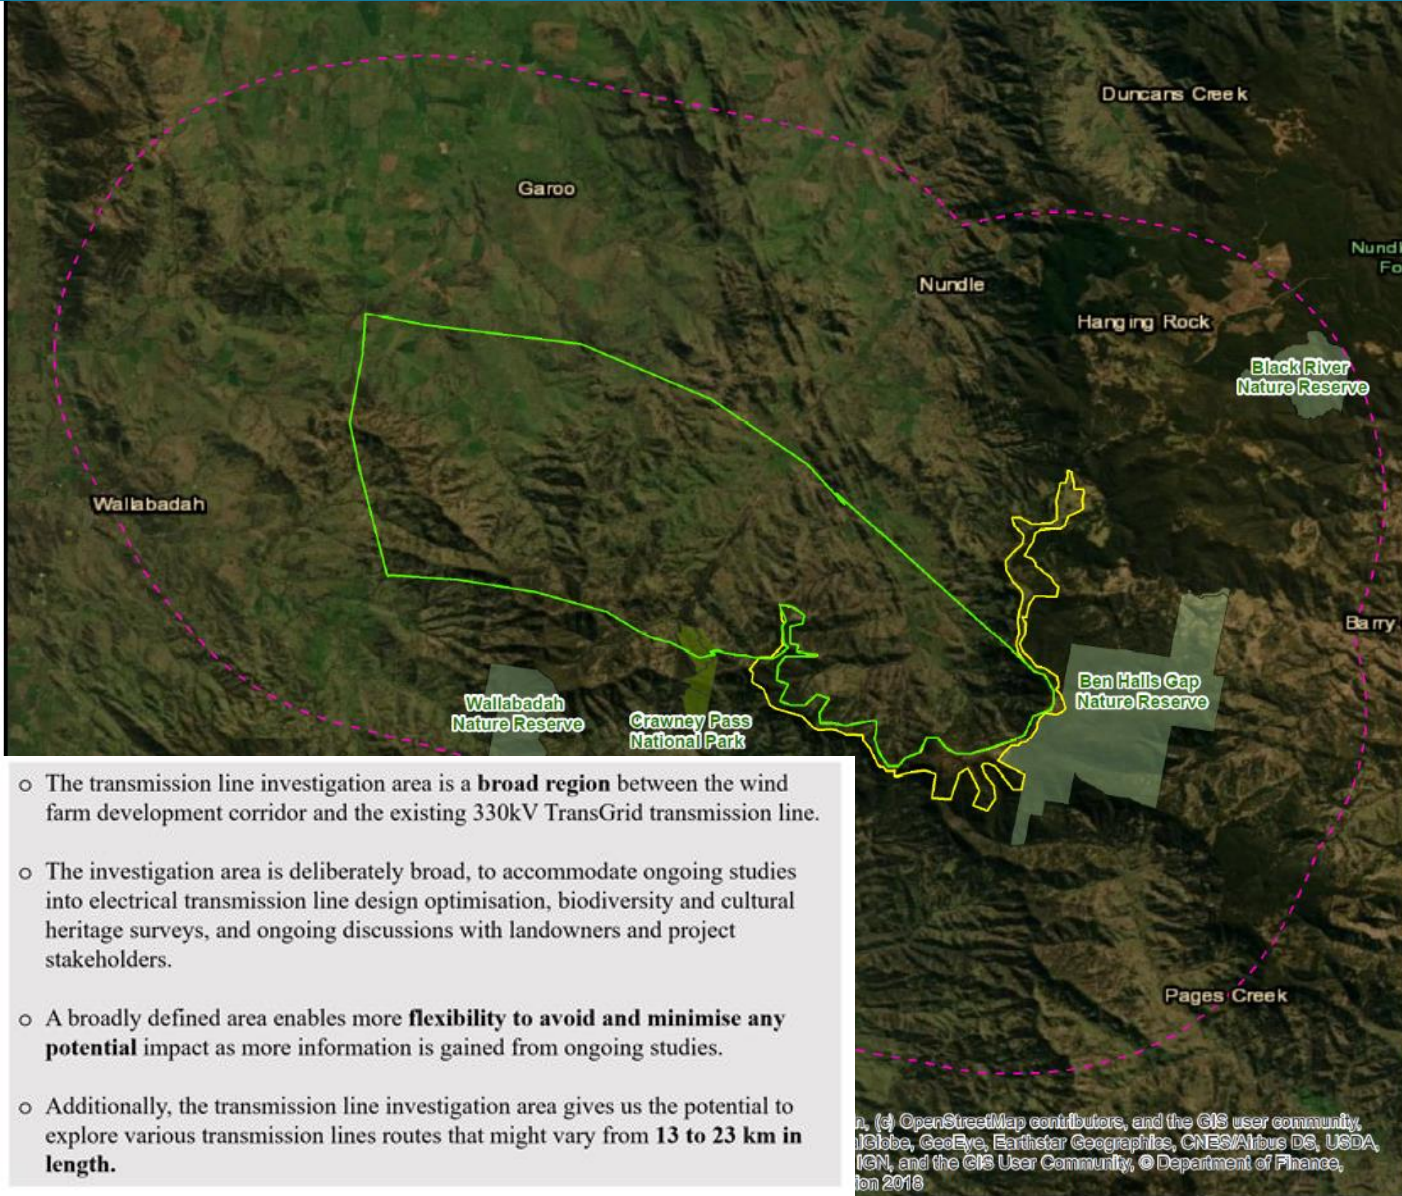 Duncans Creek
Garoo
Nundle
Hanging Rock
Black River
Nature Reserve
Wallabadah
Barry
Ben Halls Gap
Nature Reserve
Wallabadah
Nature Reserve
Crawney Pass
National Park
o The transmission line investigation area is a broad region between the wind
farm development corridor and the existing 330kV TransGrid transmission line.
o The investigation area is deliberately broad, to accommodate ongoing studies
into electrical transmission line design optimisation, biodiversity and cultural
heritage surveys, and ongoing discussions with landowners and project
stakeholders.
o A broadly defined area enables more flexibility to avoid and minimise any
potential impact as more information is gained from ongoing studies.
o Additionally, the transmission line investigation area gives us the potential to
explore various transmission lines routes that might vary from 13 to 23 km in
length.
Pages Creek
(c) OpenStreetMap contributors, and the GIS user community,
GeoEye, Earthstar Geographics, CNES/Airbus DS, USDA,
IGN, and the GIS User Community, © Department of Finance,
2018